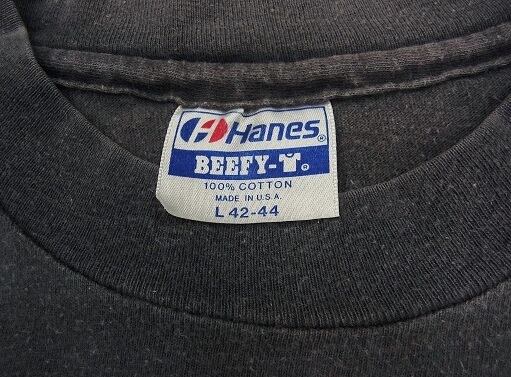 Hanes®
BEEFY-T®
100% COTTON
MADE IN U.S.A.
L 42-44